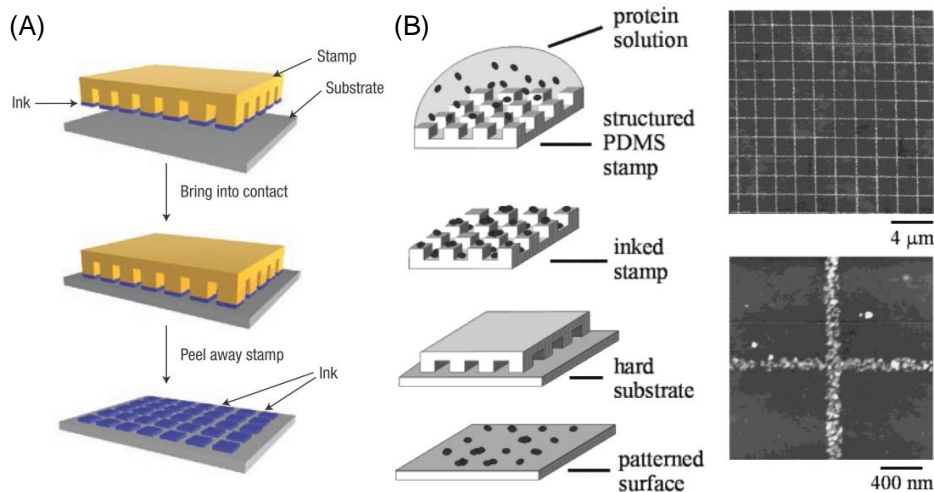 (A)
Stamp
Ink
Substrate
Bring into contact
Peel away stamp
Ink
(B)
protein
solution
structured
PDMS
stamp
inked
stamp
hard
substrate
patterned
surface
4 μm
400 nm